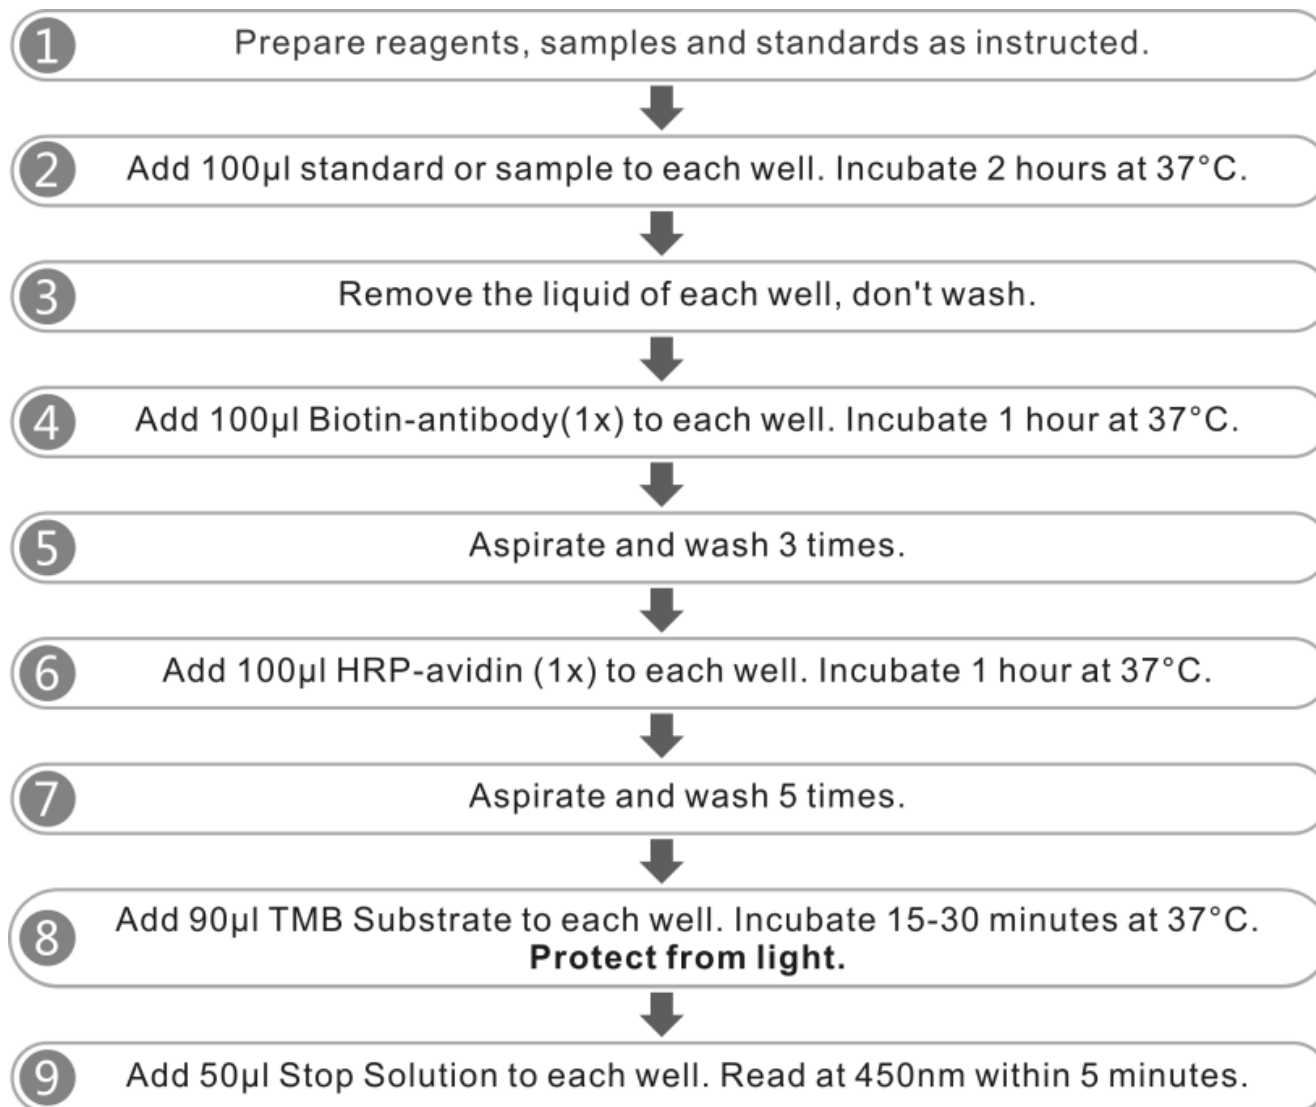 1 Prepare reagents, samples and standards as instructed.
2 Add 100µl standard or sample to each well. Incubate 2 hours at 37°C.
3 Remove the liquid of each well, don't wash.
4 Add 100µl Biotin-antibody(1x) to each well. Incubate 1 hour at 37°C.
5 Aspirate and wash 3 times.
6 Add 100µl HRP-avidin (1x) to each well. Incubate 1 hour at 37°C.
7 Aspirate and wash 5 times.
8 Add 90µl TMB Substrate to each well. Incubate 15-30 minutes at 37°C.
Protect from light.
9 Add 50µl Stop Solution to each well. Read at 450nm within 5 minutes.